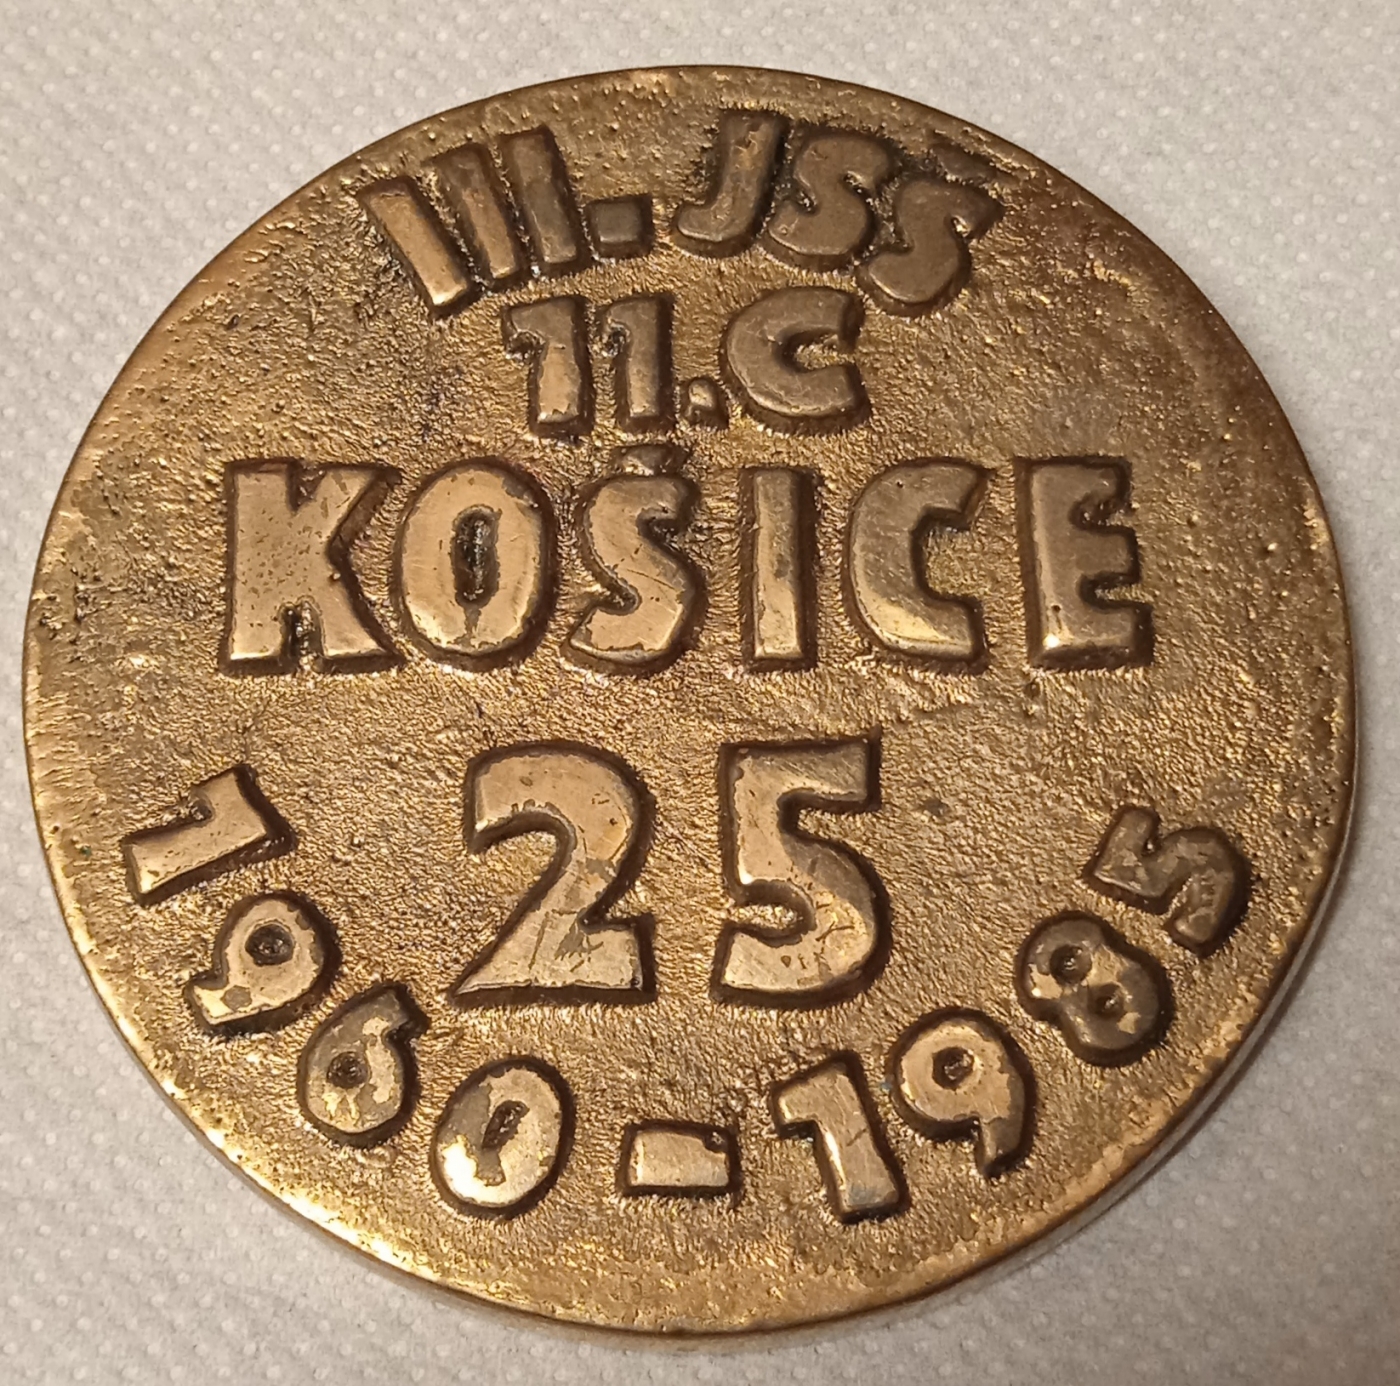 III. JSŠ
11.C
KOŠICE
25
1960-1985